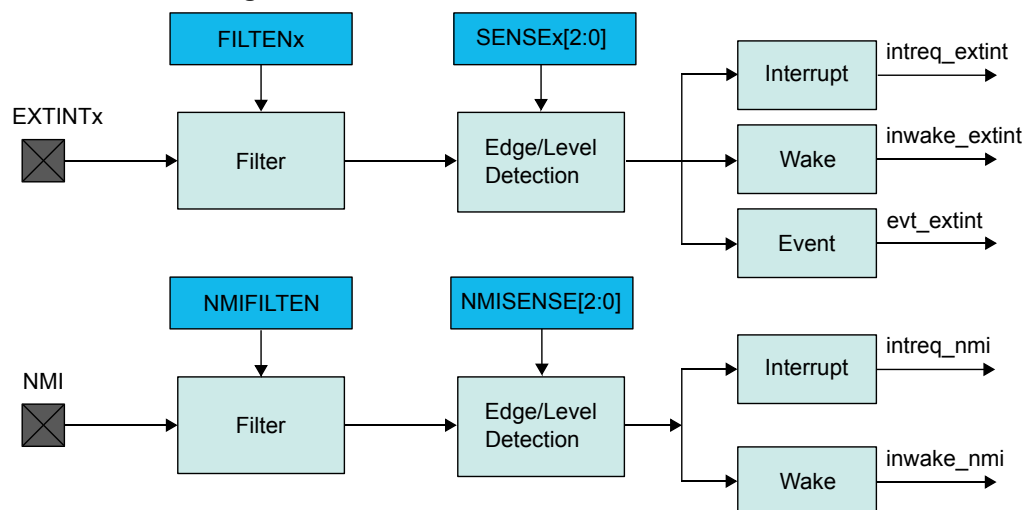 FILTENx
SENSEx[2:0]
intreq_extint
Interrupt
EXTINTx
inwake_extint
Filter
Edge/Level
Detection
Wake
evt_extint
Event
NMIFILTEN
NMISENSE[2:0]
intreq_nmi
Interrupt
NMI
Filter
Edge/Level
Detection
inwake_nmi
Wake